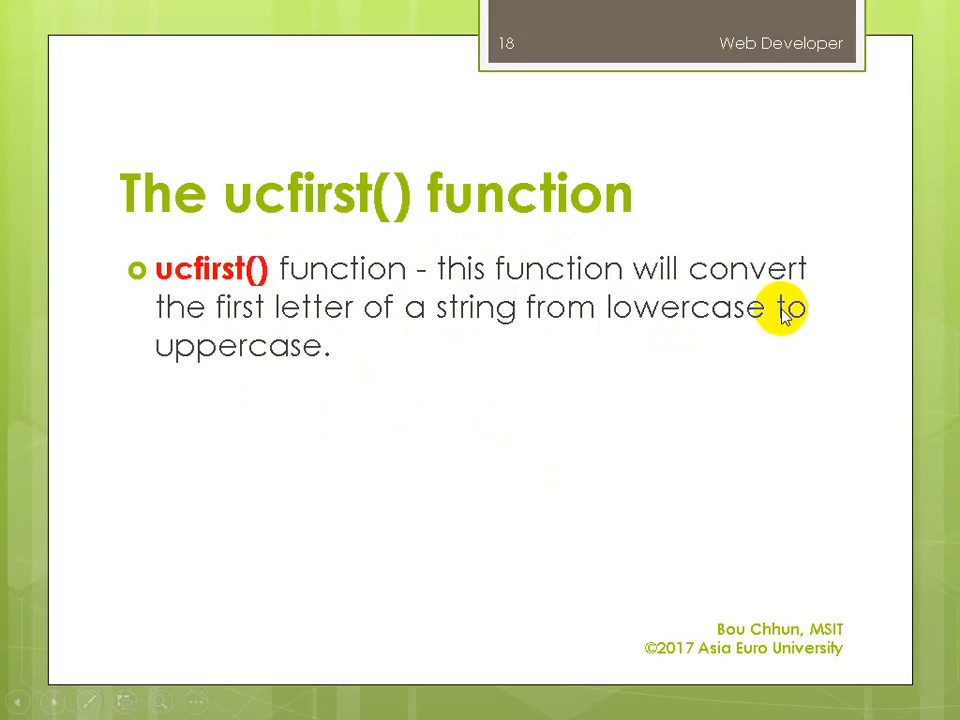 18 Web Developer
The ucfirst() function
ucfirst() function - this function will convert
the first letter of a string from lowercase to
uppercase.
Bou Chhun, MSIT
©2017 Asia Euro University